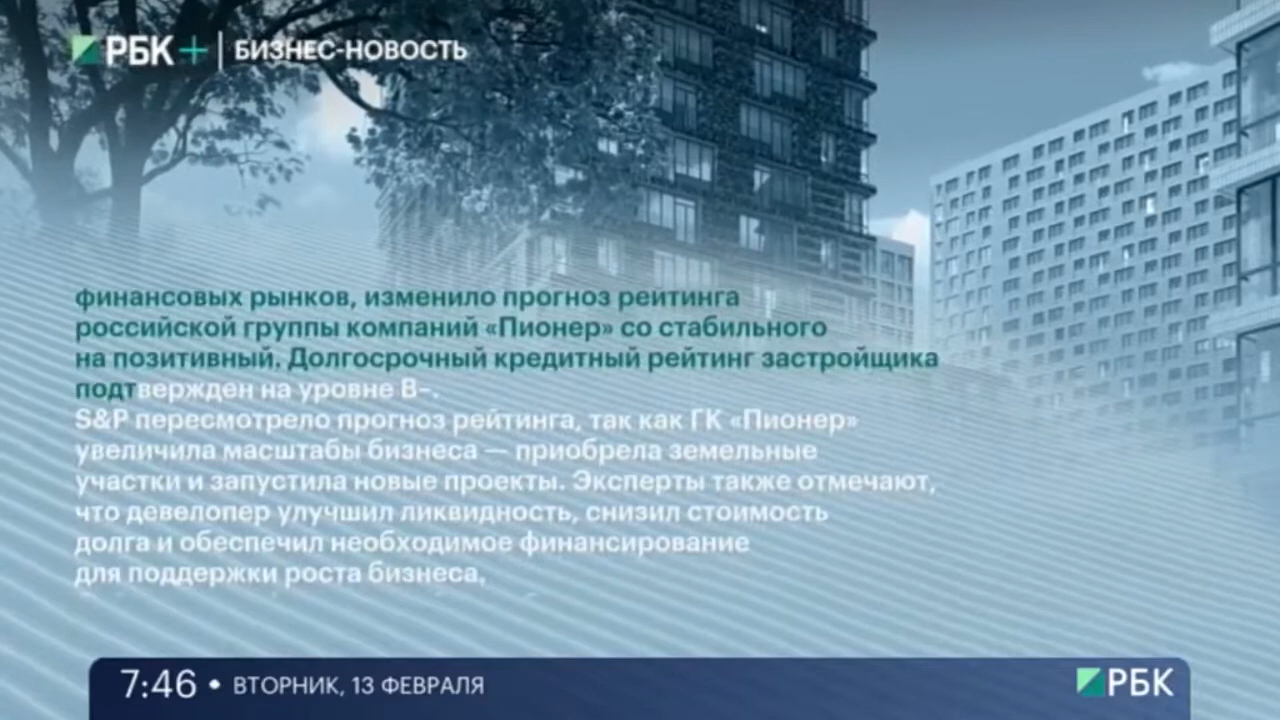 РБК+ | БИЗНЕС-НОВОСТЬ
финансовых рынков, изменило прогноз рейтинга
российской группы компаний «Пионер» со стабильного
на позитивный. Долгосрочный кредитный рейтинг застройщика
подтвержден на уровне B–.
S&P пересмотрело прогноз рейтинга, так как ГК «Пионер»
увеличила масштабы бизнеса — приобрела земельные
участки и запустила новые проекты. Эксперты также отмечают,
что девелопер улучшил ликвидность, снизил стоимость
долга и обеспечил необходимое финансирование
для поддержки роста бизнеса,
7:46 • ВТОРНИК, 13 ФЕВРАЛЯ
РБК